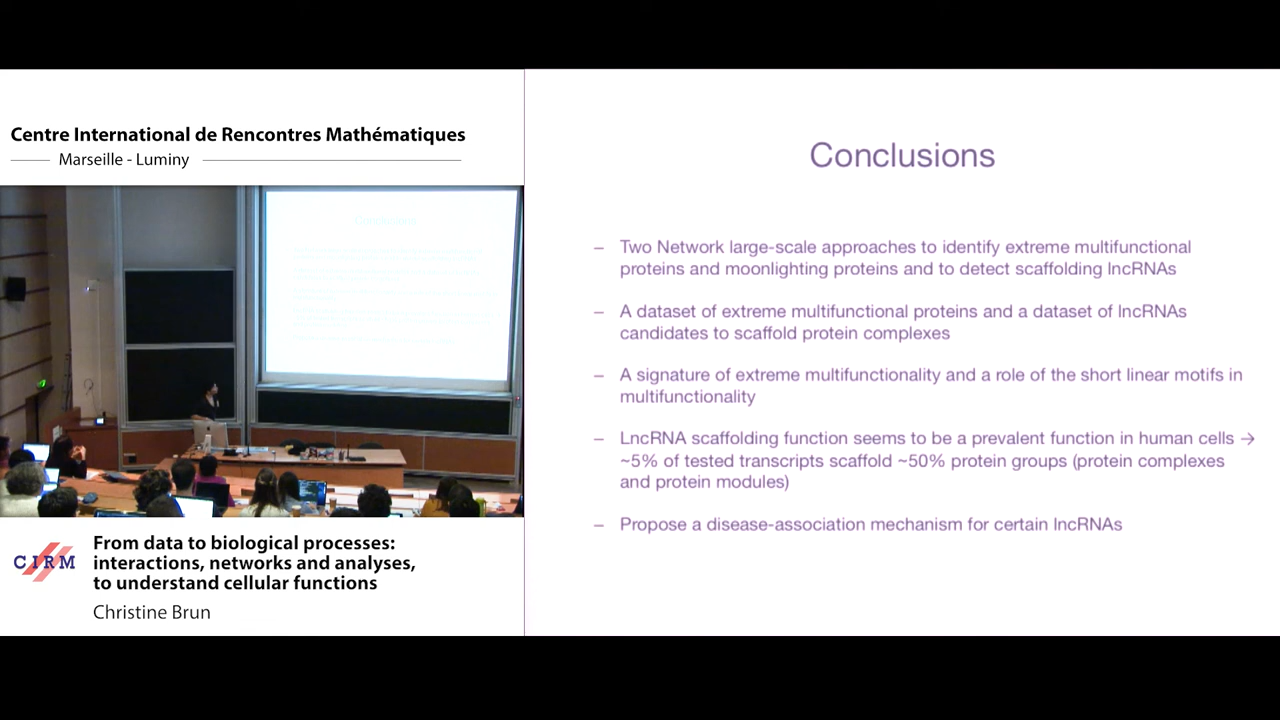 Centre International de Rencontres Mathématiques
Marseille - Luminy
CIRM
From data to biological processes:
interactions, networks and analyses,
to understand cellular functions
Christine Brun
Conclusions
– Two Network large-scale approaches to identify extreme multifunctional
proteins and moonlighting proteins and to detect scaffolding lncRNAs
– A dataset of extreme multifunctional proteins and a dataset of lncRNAs
candidates to scaffold protein complexes
– A signature of extreme multifunctionality and a role of the short linear motifs in
multifunctionality
– LncRNA scaffolding function seems to be a prevalent function in human cells →
~5% of tested transcripts scaffold ~50% protein groups (protein complexes
and protein modules)
– Propose a disease-association mechanism for certain lncRNAs